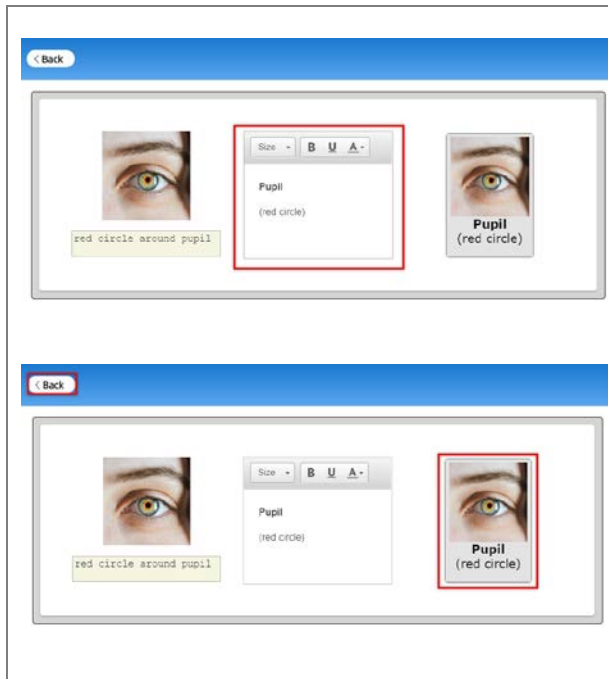 < Back
Size B U A
Pupil
(red circle)
red circle around pupil
Pupil
(red circle)
< Back
Size B U A
Pupil
(red circle)
red circle around pupil
Pupil
(red circle)